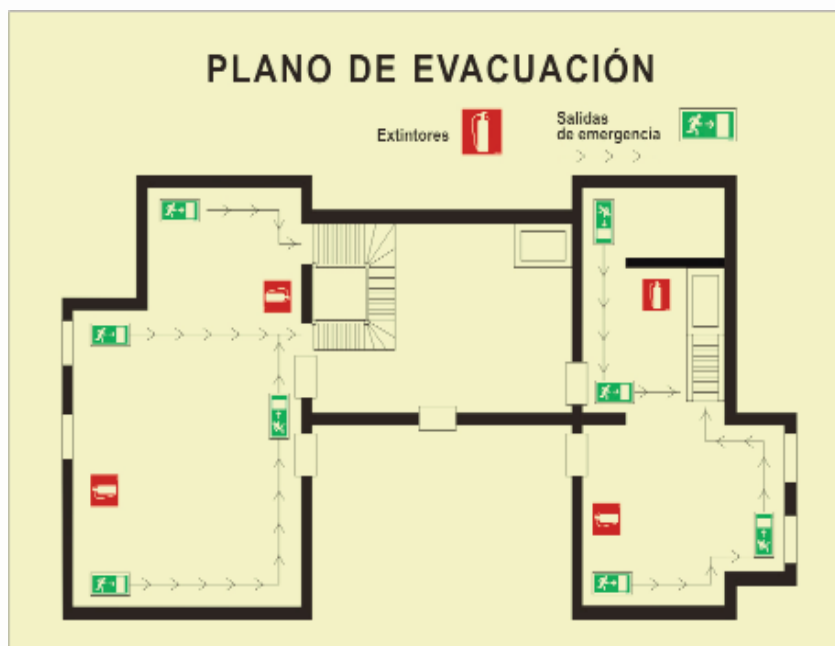 PLANO DE EVACUACIÓN
Extintores
Salidas
de emergencia